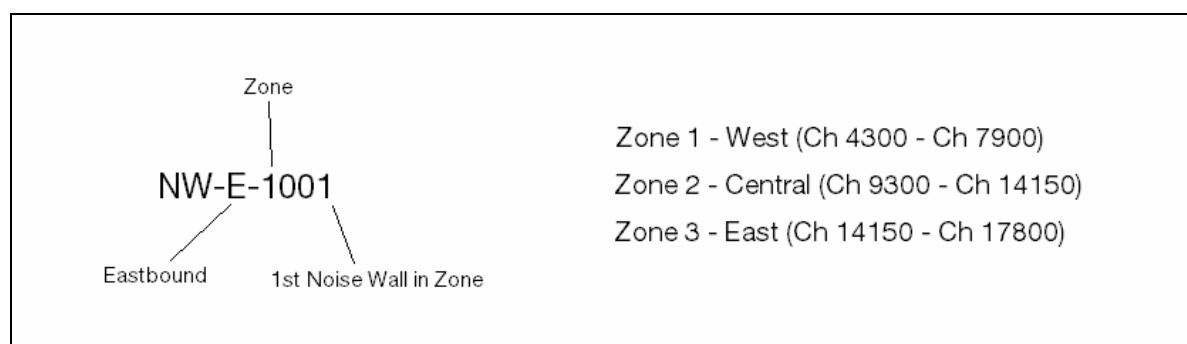 Zone
NW-E-1001
Eastbound
1st Noise Wall in Zone
Zone 1 - West (Ch 4300 - Ch 7900)
Zone 2 - Central (Ch 9300 - Ch 14150)
Zone 3 - East (Ch 14150 - Ch 17800)